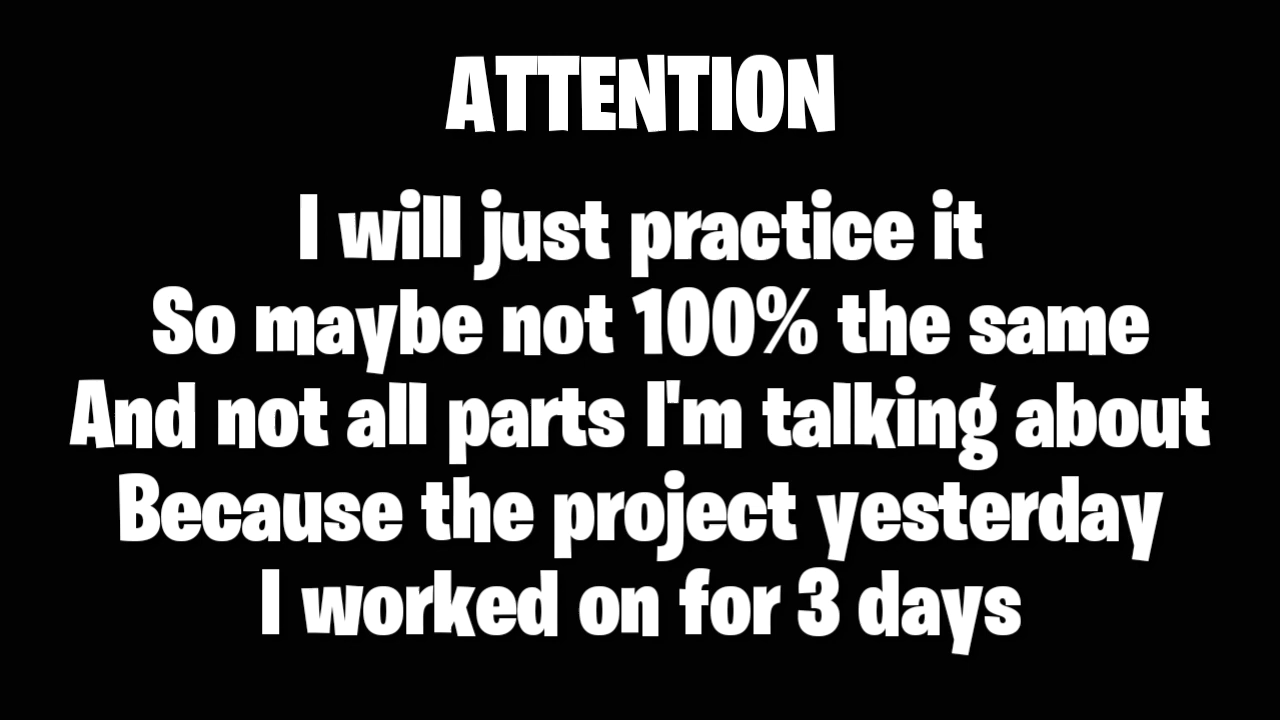 ATTENTION
I will just practice it
So maybe not 100% the same
And not all parts I'm talking about
Because the project yesterday
I worked on for 3 days